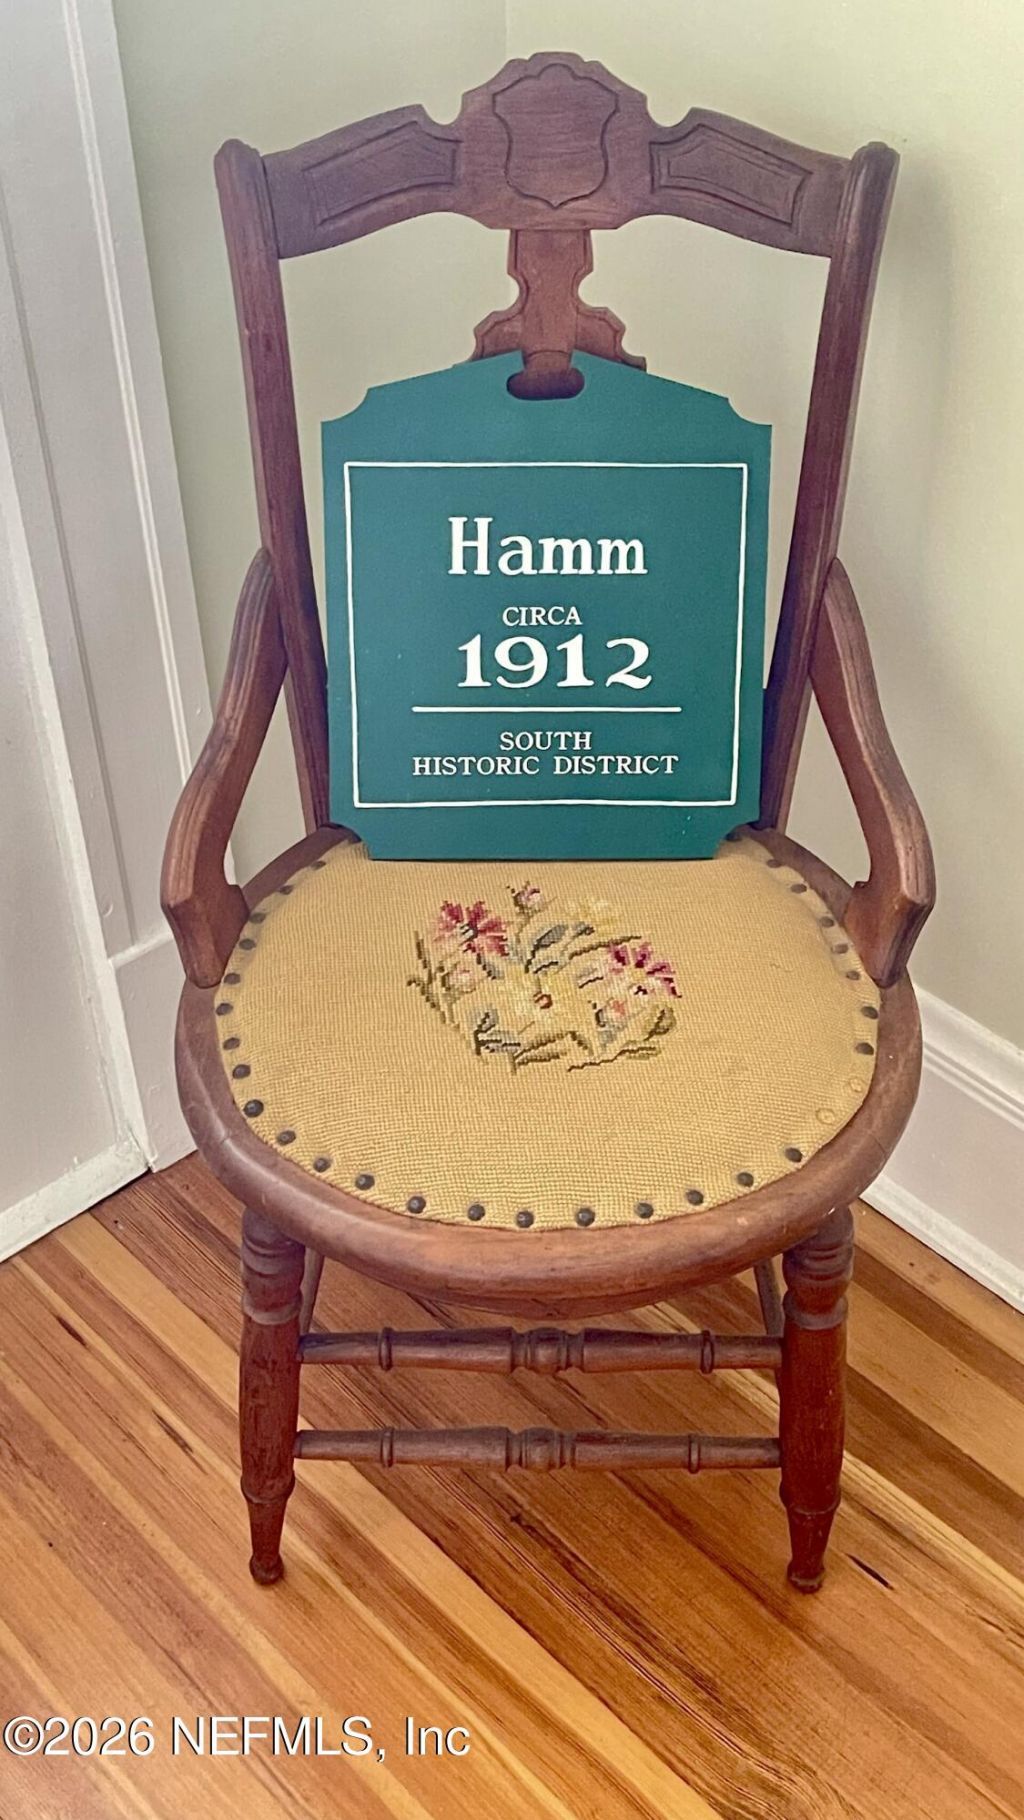 Hamm
CIRCA
1912
SOUTH
HISTORIC DISTRICT
©2026 NEFMLS, Inc